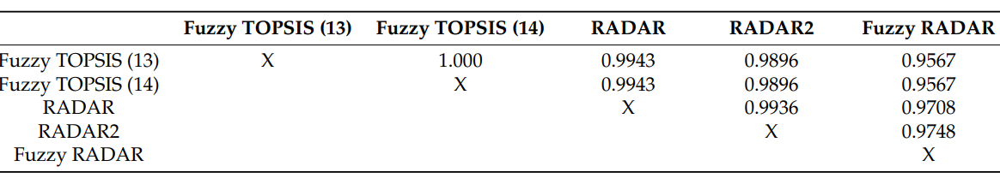 Fuzzy TOPSIS (13) Fuzzy TOPSIS (14) RADAR RADAR2 Fuzzy RADAR
Fuzzy TOPSIS (13) X 1.000 0.9943 0.9896 0.9567
Fuzzy TOPSIS (14) X 0.9943 0.9896 0.9567
RADAR X 0.9936 0.9708
RADAR2 X 0.9748
Fuzzy RADAR X